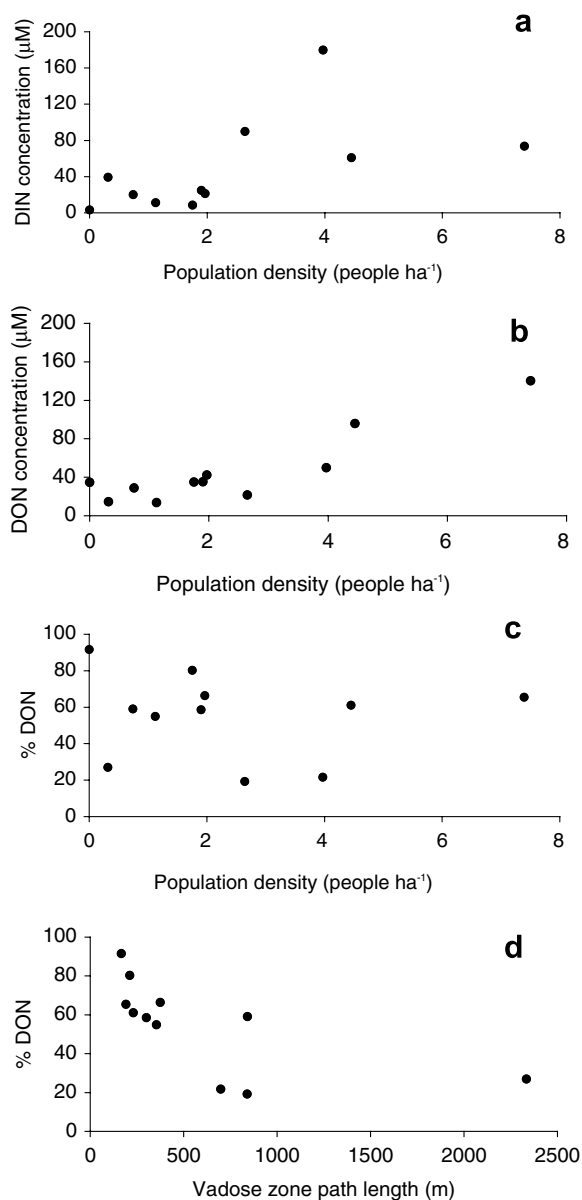 a
DIN concentration (µM)
200
160
120
80
40
0
0 2 4 6 8
Population density (people ha⁻¹)
b
DON concentration (µM)
200
160
120
80
40
0
0 2 4 6 8
Population density (people ha⁻¹)
c
% DON
100
80
60
40
20
0
0 2 4 6 8
Population density (people ha⁻¹)
d
% DON
100
80
60
40
20
0
0 500 1000 1500 2000 2500
Vadose zone path length (m)